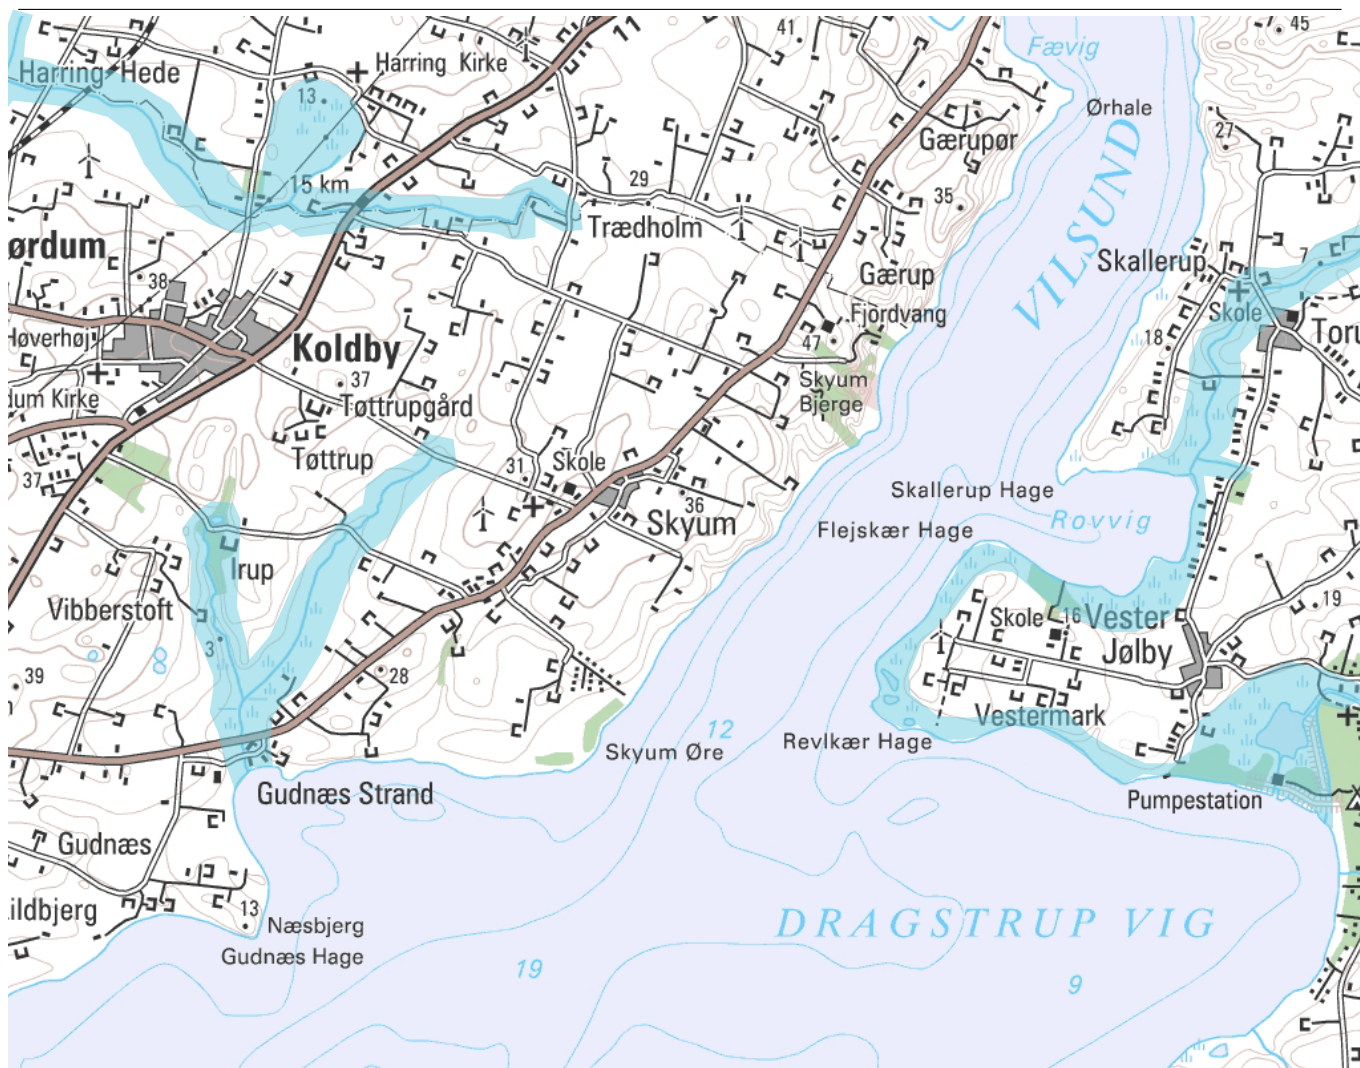 11
41
45
Fævig
Harring Hede
Harring Kirke
13
Ørhale
27
Gærupør
VILSUND
15 km
29
35
Trædholm
ørdum
38
Gærup
Skallerup
7
Fjordvang
Skole
Høverhøj
Koldby
47
18
Toru
37
Skyum
Bjerge
dum Kirke
Tøttrupgård
Tøttrup
31
Skole
37
36
Skallerup Hage
Skyum
Flejskær Hage
Rovvig
Irup
Vibberstoft
Skole
16
Vester
19
Jølby
3
39
28
Vestermark
12
Skyum Øre
Revlkær Hage
Gudnæs Strand
Pumpestation
Gudnæs
ildbjerg
13
Næsbjerg
DRAGSTRUP VIG
Gudnæs Hage
19
9